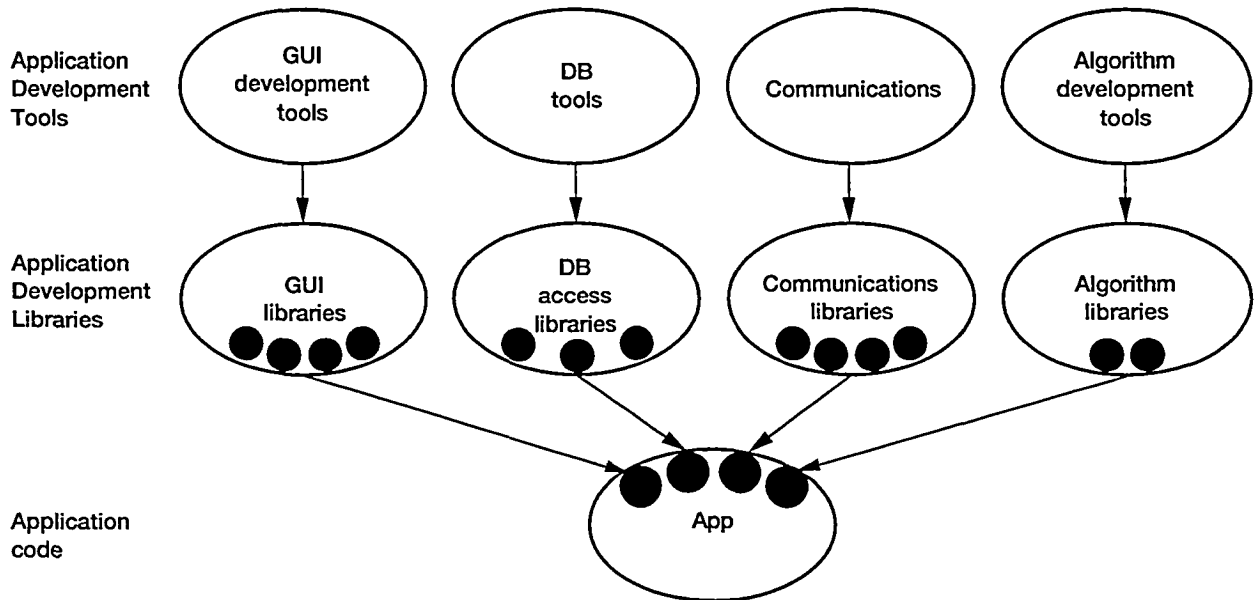 Application
Development
Tools
GUI
development
tools
DB
tools
Communications
Algorithm
development
tools
Application
Development
Libraries
GUI
libraries
DB
access
libraries
Communications
libraries
Algorithm
libraries
Application
code
App